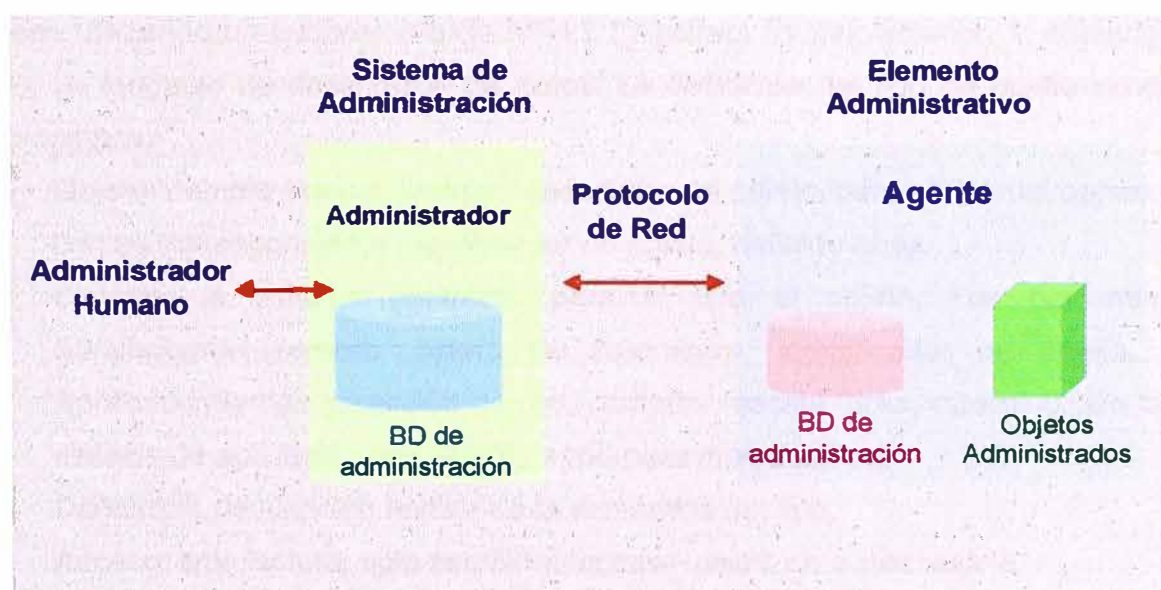 Sistema de
Administración
Elemento
Administrativo
Administrador
Protocolo
de Red
Agente
Administrador
Humano
BD de
administración
BD de
administración
Objetos
Administrados